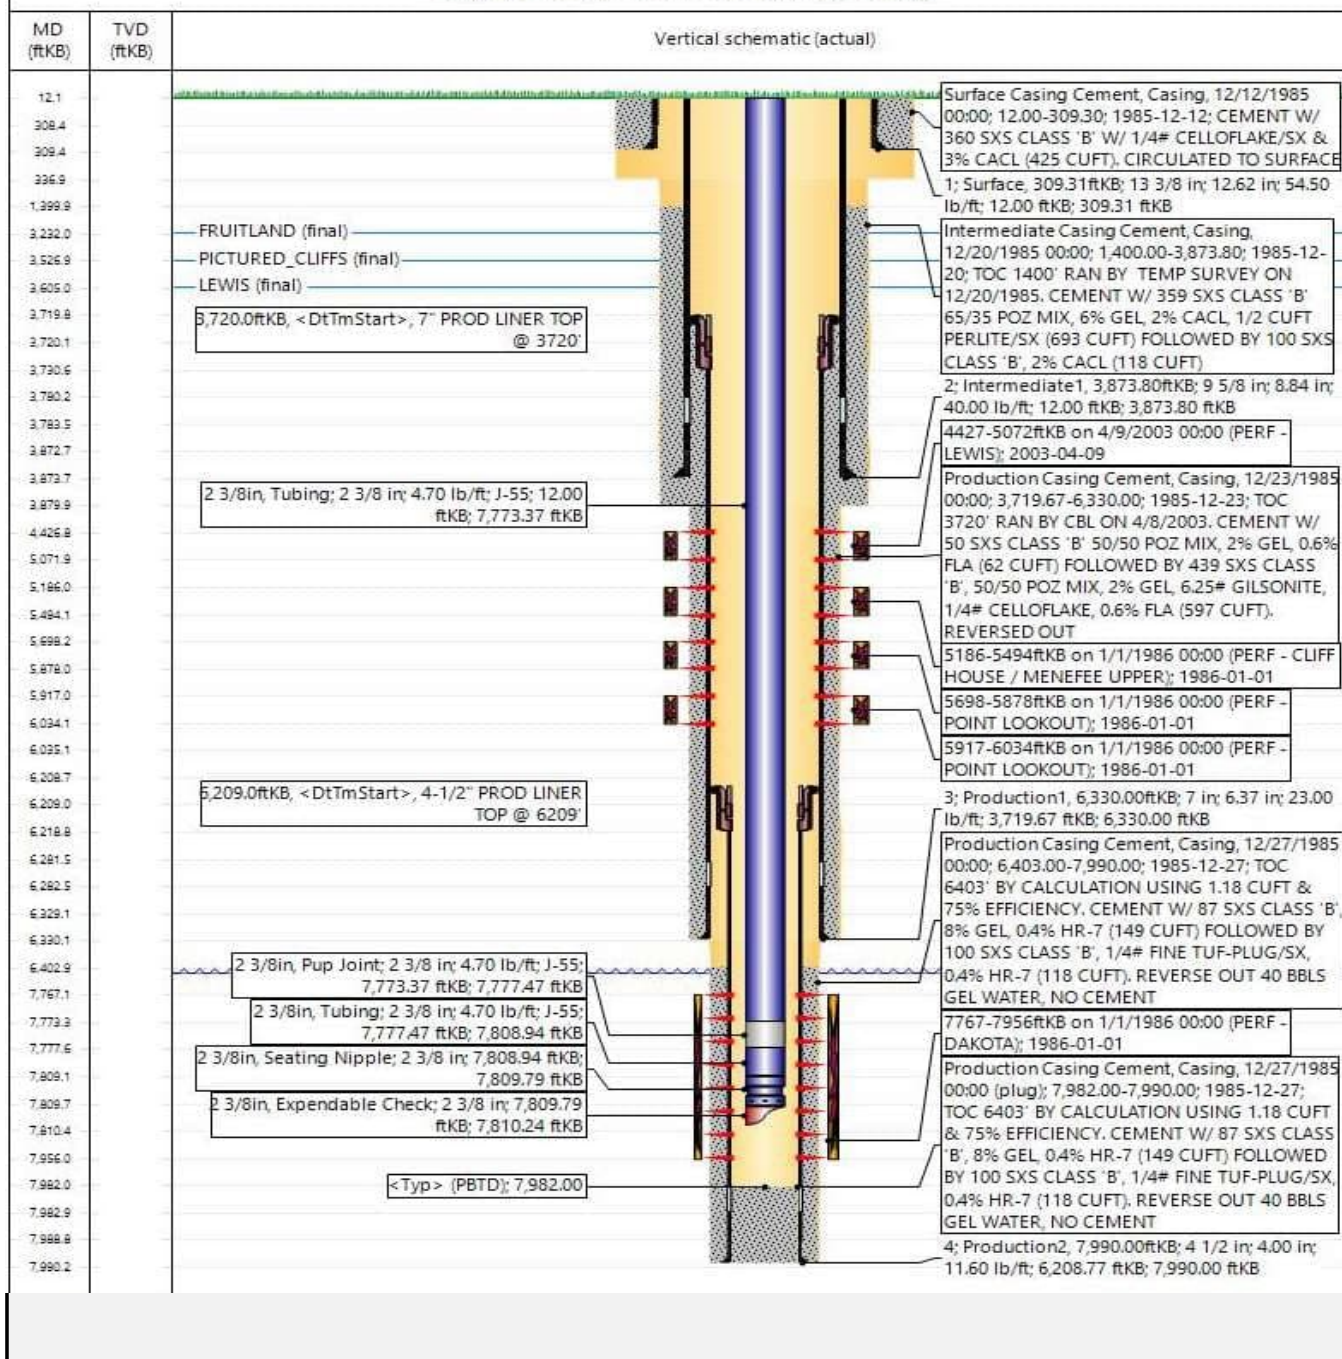 MD
(ftKB)
TVD
(ftKB)
Vertical schematic (actual)
12.1
308.4
309.4
336.9
1,399.9
3,232.0
3,526.9
3,605.0
3,719.8
3,720.1
3,730.6
3,780.2
3,783.5
3,872.7
3,873.7
3,879.9
4,426.8
5,071.9
5,186.0
5,494.1
5,698.2
5,878.0
5,917.0
6,034.1
6,035.1
6,208.7
6,209.0
6,218.8
6,281.5
6,282.5
6,329.1
6,330.1
6,402.9
7,767.1
7,773.3
7,777.6
7,809.1
7,809.7
7,810.4
7,956.0
7,982.0
7,982.9
7,988.8
7,990.2
FRUITLAND (final)
PICTURED_CLIFFS (final)
LEWIS (final)
3,720.0ftKB, <DtTmStart>, 7" PROD LINER TOP
@ 3720'
2 3/8in, Tubing; 2 3/8 in; 4.70 lb/ft; J-55; 12.00
ftKB; 7,773.37 ftKB
6,209.0ftKB, <DtTmStart>, 4-1/2" PROD LINER
TOP @ 6209'
2 3/8in, Pup Joint; 2 3/8 in; 4.70 lb/ft; J-55;
7,773.37 ftKB; 7,777.47 ftKB
2 3/8in, Tubing; 2 3/8 in; 4.70 lb/ft; J-55;
7,777.47 ftKB; 7,808.94 ftKB
2 3/8in, Seating Nipple; 2 3/8 in; 7,808.94 ftKB;
7,809.79 ftKB
2 3/8in, Expendable Check; 2 3/8 in; 7,809.79
ftKB; 7,810.24 ftKB
<Typ> (PBTD); 7,982.00
Surface Casing Cement, Casing, 12/12/1985
00:00; 12.00-309.30; 1985-12-12; CEMENT W/
360 SXS CLASS 'B' W/ 1/4# CELLOFLAKE/SX &
3% CACL (425 CUFT). CIRCULATED TO SURFACE
1; Surface, 309.31ftKB; 13 3/8 in; 12.62 in; 54.50
lb/ft; 12.00 ftKB; 309.31 ftKB
Intermediate Casing Cement, Casing,
12/20/1985 00:00; 1,400.00-3,873.80; 1985-12-
20; TOC 1400' RAN BY TEMP SURVEY ON
12/20/1985. CEMENT W/ 359 SXS CLASS 'B'
65/35 POZ MIX, 6% GEL, 2% CACL, 1/2 CUFT
PERLITE/SX (693 CUFT) FOLLOWED BY 100 SXS
CLASS 'B', 2% CACL (118 CUFT)
2; Intermediate1, 3,873.80ftKB; 9 5/8 in; 8.84 in;
40.00 lb/ft; 12.00 ftKB; 3,873.80 ftKB
4427-5072ftKB on 4/9/2003 00:00 (PERF -
LEWIS); 2003-04-09
Production Casing Cement, Casing, 12/23/1985
00:00; 3,719.67-6,330.00; 1985-12-23; TOC
3720' RAN BY CBL ON 4/8/2003. CEMENT W/
50 SXS CLASS 'B' 50/50 POZ MIX, 2% GEL, 0.6%
FLA (62 CUFT) FOLLOWED BY 439 SXS CLASS
'B', 50/50 POZ MIX, 2% GEL, 6.25# GILSONITE,
1/4# CELLOFLAKE, 0.6% FLA (597 CUFT).
REVERSED OUT
5186-5494ftKB on 1/1/1986 00:00 (PERF - CLIFF
HOUSE / MENEFEE UPPER); 1986-01-01
5698-5878ftKB on 1/1/1986 00:00 (PERF -
POINT LOOKOUT); 1986-01-01
5917-6034ftKB on 1/1/1986 00:00 (PERF -
POINT LOOKOUT); 1986-01-01
3; Production1, 6,330.00ftKB; 7 in; 6.37 in; 23.00
lb/ft; 3,719.67 ftKB; 6,330.00 ftKB
Production Casing Cement, Casing, 12/27/1985
00:00; 6,403.00-7,990.00; 1985-12-27; TOC
6403' BY CALCULATION USING 1.18 CUFT &
75% EFFICIENCY. CEMENT W/ 87 SXS CLASS 'B',
8% GEL, 0.4% HR-7 (149 CUFT) FOLLOWED BY
100 SXS CLASS 'B', 1/4# FINE TUF-PLUG/SX,
0.4% HR-7 (118 CUFT). REVERSE OUT 40 BBLS
GEL WATER, NO CEMENT
7767-7956ftKB on 1/1/1986 00:00 (PERF -
DAKOTA); 1986-01-01
Production Casing Cement, Casing, 12/27/1985
00:00 (plug); 7,982.00-7,990.00; 1985-12-27;
TOC 6403' BY CALCULATION USING 1.18 CUFT
& 75% EFFICIENCY. CEMENT W/ 87 SXS CLASS
'B', 8% GEL, 0.4% HR-7 (149 CUFT) FOLLOWED
BY 100 SXS CLASS 'B', 1/4# FINE TUF-PLUG/SX,
0.4% HR-7 (118 CUFT). REVERSE OUT 40 BBLS
GEL WATER, NO CEMENT
4; Production2, 7,990.00ftKB; 4 1/2 in; 4.00 in;
11.60 lb/ft; 6,208.77 ftKB; 7,990.00 ftKB